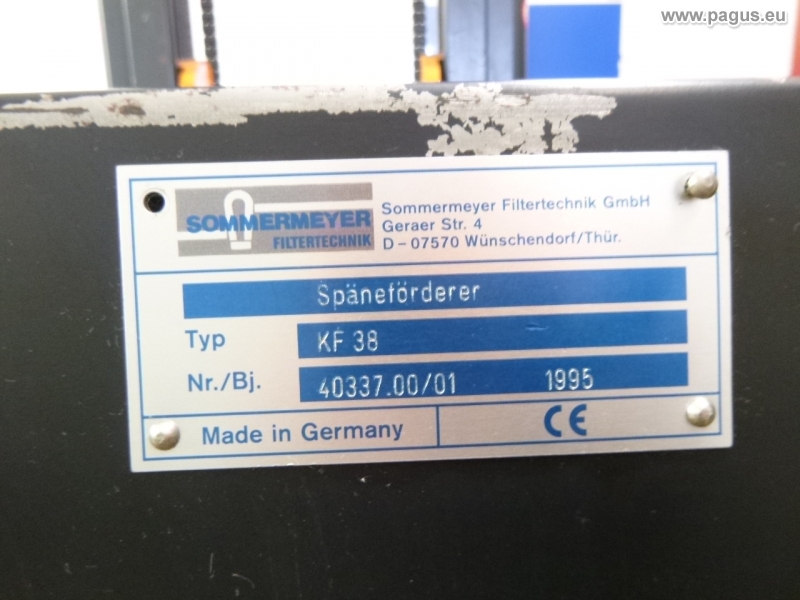 www.pagus.eu
SOMMERMEYER
FILTERTECHNIK
Sommermeyer Filtertechnik GmbH
Geraer Str. 4
D-07570 Wünschendorf/Thür.
Späneförderer
Typ KF 38
Nr./Bj. 40337.00/01 1995
Made in Germany CE